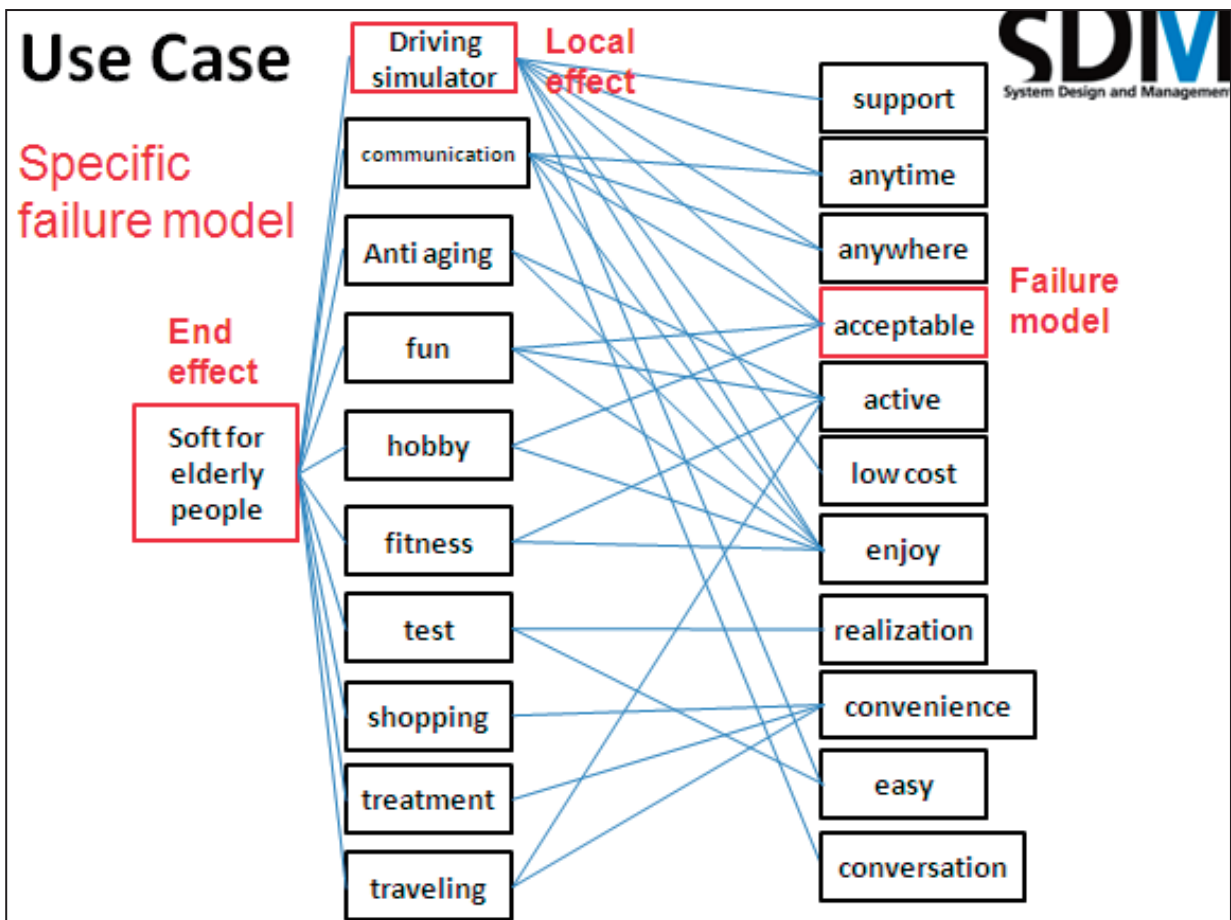 Use Case
Specific
failure model
End
effect
Soft for
elderly
people
Driving
simulator
Local
effect
communication
Anti aging
fun
hobby
fitness
test
shopping
treatment
traveling
support
anytime
anywhere
acceptable
active
low cost
enjoy
realization
convenience
easy
conversation
Failure
model
SDM
System Design and Management